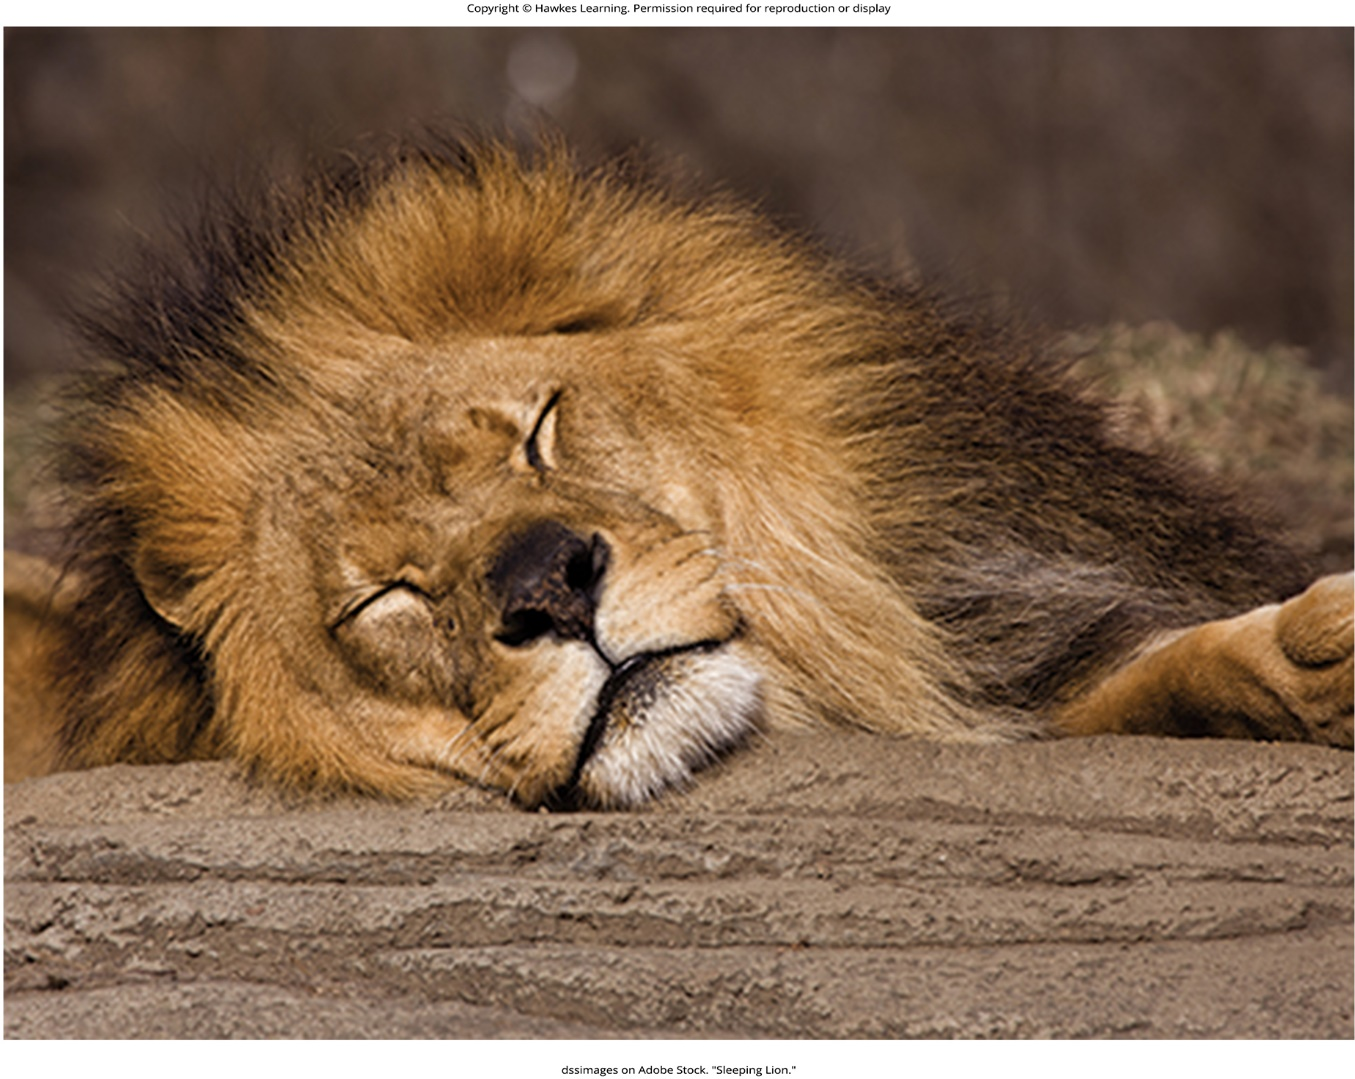 Copyright © Hawkes Learning. Permission required for reproduction or display
dssimages on Adobe Stock. "Sleeping Lion."